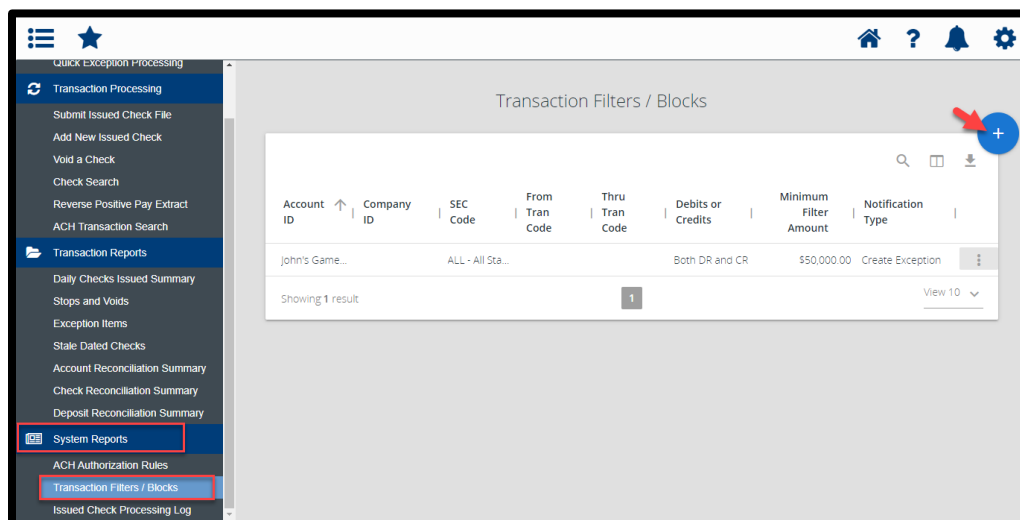 ?
Quick Exception Processing
Transaction Processing
Submit Issued Check File
Add New Issued Check
Void a Check
Check Search
Reverse Positive Pay Extract
ACH Transaction Search
Transaction Reports
Daily Checks Issued Summary
Stops and Voids
Exception Items
Stale Dated Checks
Account Reconciliation Summary
Check Reconciliation Summary
Deposit Reconciliation Summary
System Reports
ACH Authorization Rules
Transaction Filters / Blocks
Issued Check Processing Log
Transaction Filters / Blocks
+
Account
ID
Company
ID
SEC
Code
From
Tran
Code
Thru
Tran
Code
Debits or
Credits
Minimum
Filter
Amount
Notification
Type
John's Game... ALL - All Sta... Both DR and CR $50,000.00 Create Exception
Showing 1 result 1 View 10